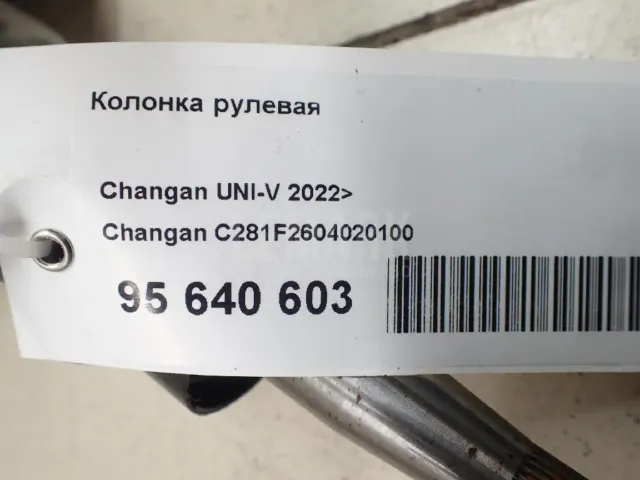 Колонка рулевая
Changan UNI-V 2022>
Changan C281F2604020100
95 640 603